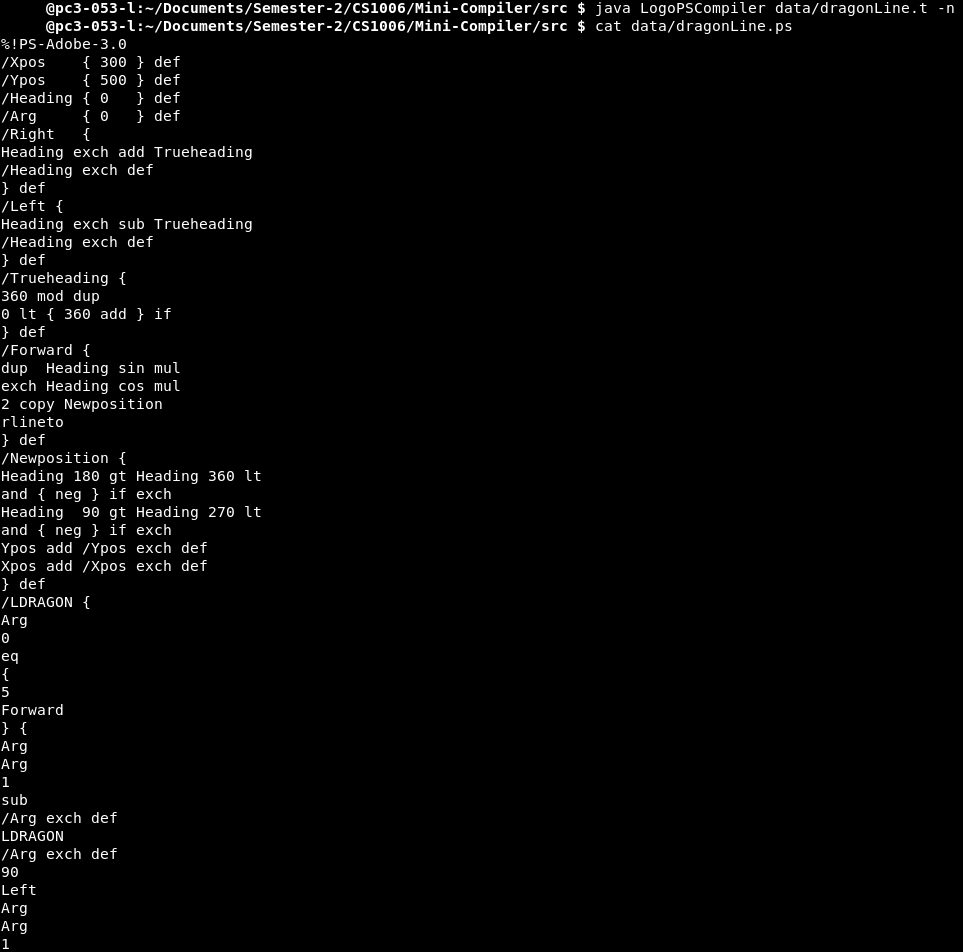 @pc3-053-l:~/Documents/Semester-2/CS1006/Mini-Compiler/src $ java LogoPSCompiler data/dragonLine.t -n
@pc3-053-l:~/Documents/Semester-2/CS1006/Mini-Compiler/src $ cat data/dragonLine.ps
%!PS-Adobe-3.0
/Xpos    { 300 } def
/Ypos    { 500 } def
/Heading { 0   } def
/Arg     { 0   } def
/Right   {
Heading exch add Trueheading
/Heading exch def
} def
/Left {
Heading exch sub Trueheading
/Heading exch def
} def
/Trueheading {
360 mod dup
0 lt { 360 add } if
} def
/Forward {
dup  Heading sin mul
exch Heading cos mul
2 copy Newposition
rlineto
} def
/Newposition {
Heading 180 gt Heading 360 lt
and { neg } if exch
Heading  90 gt Heading 270 lt
and { neg } if exch
Ypos add /Ypos exch def
Xpos add /Xpos exch def
} def
/LDRAGON {
Arg
0
eq
{
5
Forward
} {
Arg
Arg
1
sub
/Arg exch def
LDRAGON
/Arg exch def
90
Left
Arg
Arg
1